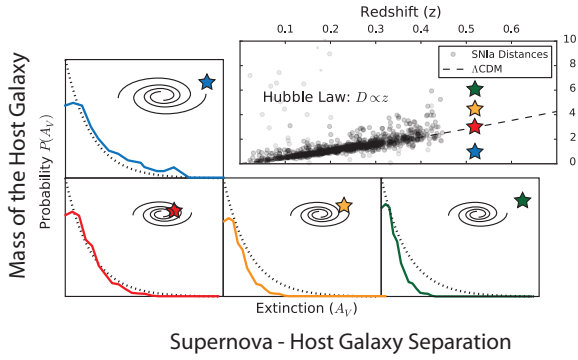 Redshift (z)
0.1 0.2 0.3 0.4 0.5 0.6
10
8
6
4
2
0
SNIa Distances
ΛCDM
Hubble Law: D ∝ z
Mass of the Host Galaxy
Probability P(A_V)
Extinction (A_V)
Supernova - Host Galaxy Separation